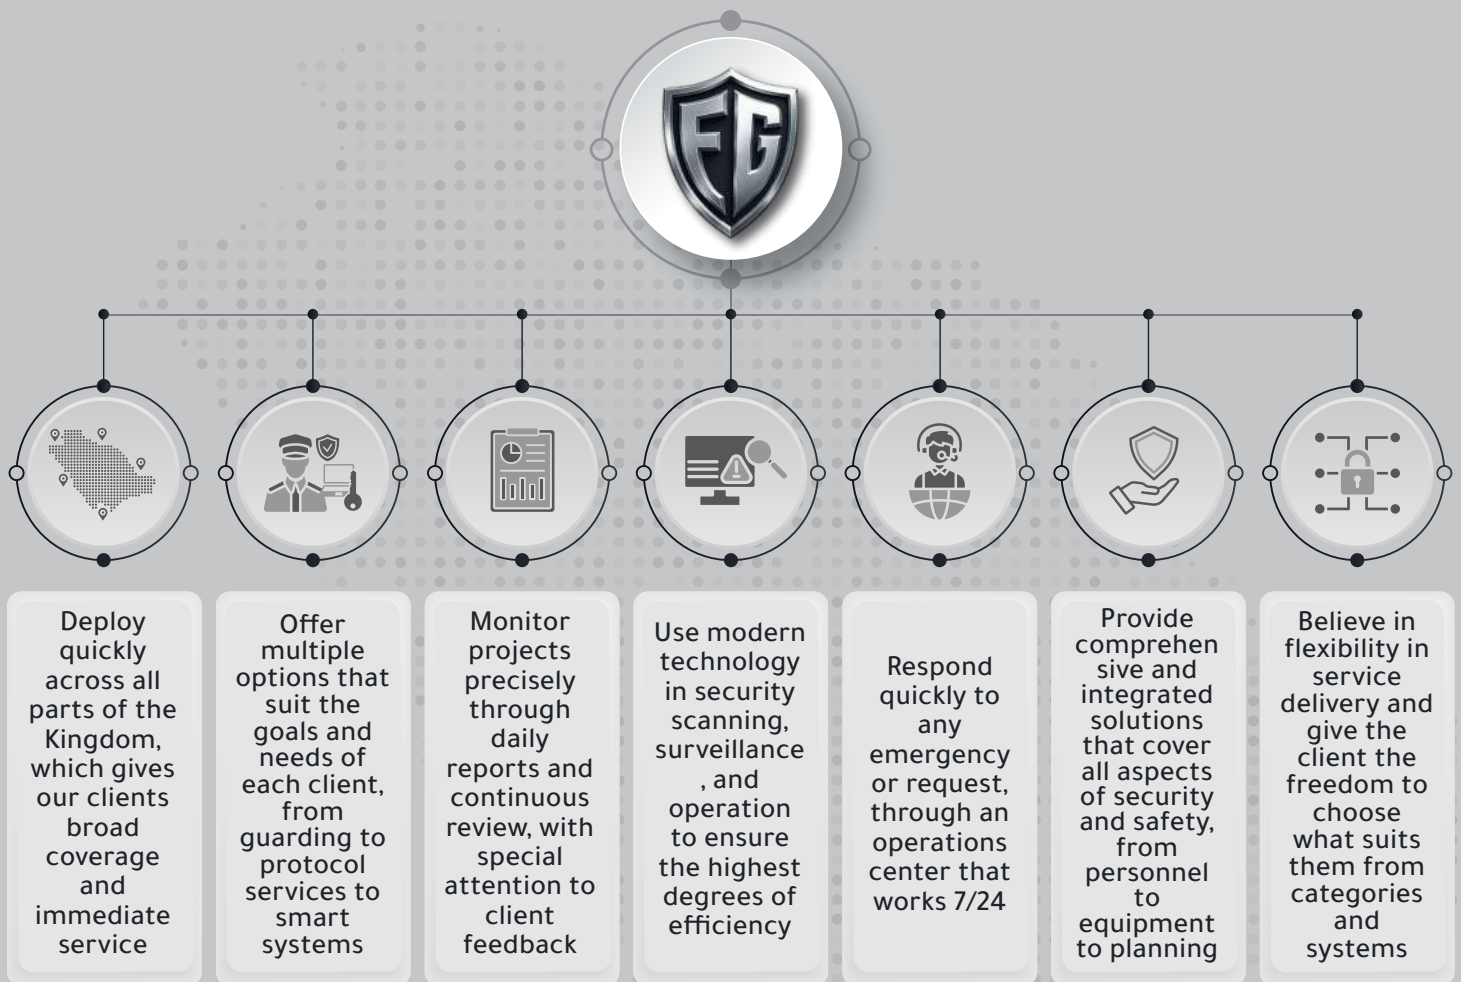 FG
Deploy
quickly
across all
parts of the
Kingdom,
which gives
our clients
broad
coverage
and
immediate
service
Offer
multiple
options that
suit the
goals and
needs of
each client,
from
guarding to
protocol
services to
smart
systems
Monitor
projects
precisely
through
daily
reports and
continuous
review, with
special
attention to
client
feedback
Use modern
technology
in security
scanning,
surveillance
, and
operation
to ensure
the highest
degrees of
efficiency
Respond
quickly to
any
emergency
or request,
through an
operations
center that
works 7/24
Provide
comprehen
sive and
integrated
solutions
that cover
all aspects
of security
and safety,
from
personnel
to
equipment
to planning
Believe in
flexibility in
service
delivery and
give the
client the
freedom to
choose
what suits
them from
categories
and
systems